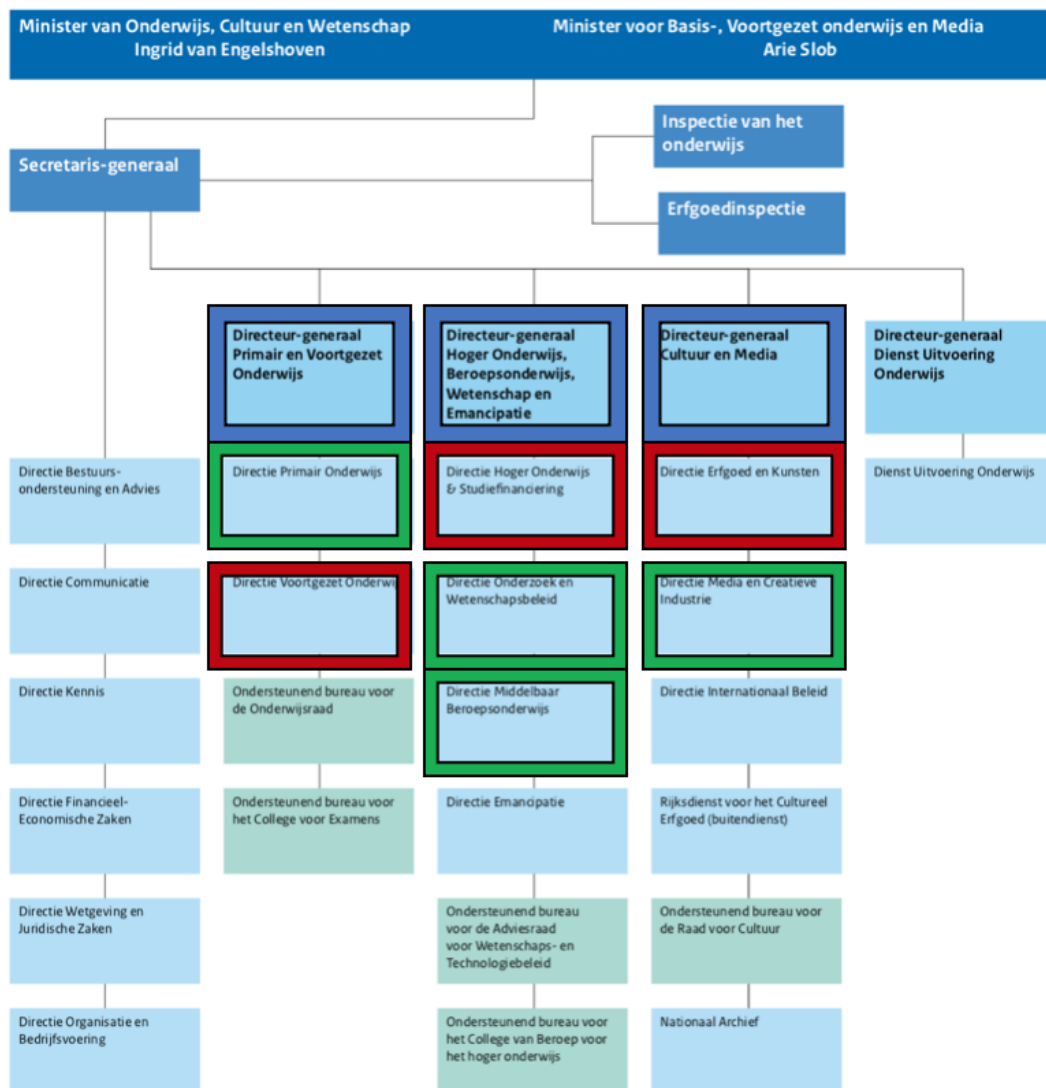 Minister van Onderwijs, Cultuur en Wetenschap
Ingrid van Engelshoven
Minister voor Basis-, Voortgezet onderwijs en Media
Arie Slob
Secretaris-generaal
Inspectie van het
onderwijs
Erfgoedinspectie
Directeur-generaal
Primair en Voortgezet
Onderwijs
Directeur-generaal
Hoger Onderwijs,
Beroepsonderwijs,
Wetenschap en
Emancipatie
Directeur-generaal
Cultuur en Media
Directeur-generaal
Dienst Uitvoering
Onderwijs
Directie Bestuurs-
ondersteuning en Advies
Directie Primair Onderwijs
Directie Hoger Onderwijs
& Studiefinanciering
Directie Erfgoed en Kunsten
Dienst Uitvoering Onderwijs
Directie Communicatie
Directie Voortgezet Onderwij
Directie Onderzoek en
Wetenschapsbeleid
Directie Media en Creatieve
Industrie
Directie Kennis
Ondersteunend bureau voor
de Onderwijsraad
Directie Middelbaar
Beroepsonderwijs
Directie Internationaal Beleid
Directie Financieel-
Economische Zaken
Ondersteunend bureau voor
het College voor Examens
Directie Emancipatie
Rijksdienst voor het Cultureel
Erfgoed (buitendienst)
Directie Wetgeving en
Juridische Zaken
Ondersteunend bureau
voor de Adviesraad
voor Wetenschaps- en
Technologiebeleid
Ondersteunend bureau voor
de Raad voor Cultuur
Directie Organisatie en
Bedrijfsvoering
Ondersteunend bureau voor
het College van Beroep voor
het hoger onderwijs
Nationaal Archief